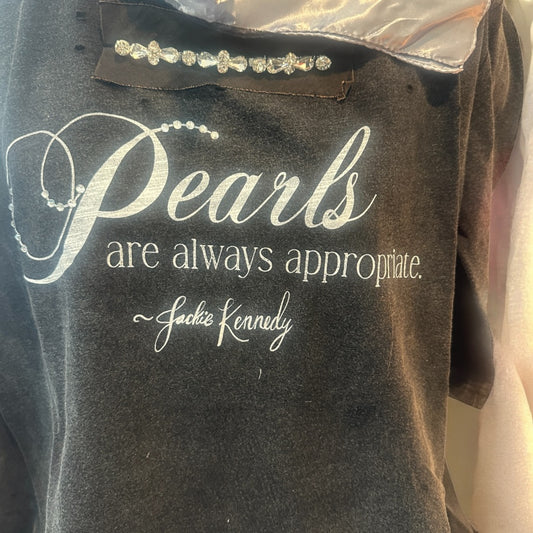 Pearls
are always appropriate.
~Jackie Kennedy